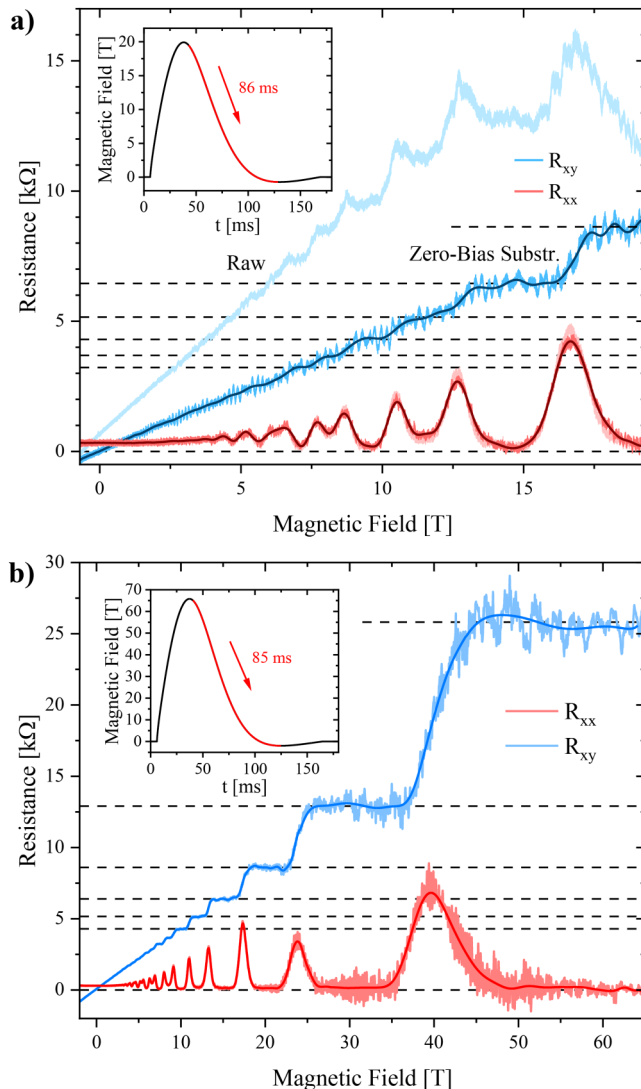 a)
Magnetic Field [T]
20
15
10
5
0
86 ms
0
50
100
150
t [ms]
Resistance [kΩ]
15
10
5
0
R_xy
R_xx
Raw
Zero-Bias Substr.
0
5
10
15
Magnetic Field [T]
b)
Magnetic Field [T]
70
60
50
40
30
20
10
0
85 ms
0
50
100
150
t [ms]
Resistance [kΩ]
30
25
20
15
10
5
0
R_xx
R_xy
0
10
20
30
40
50
60
Magnetic Field [T]